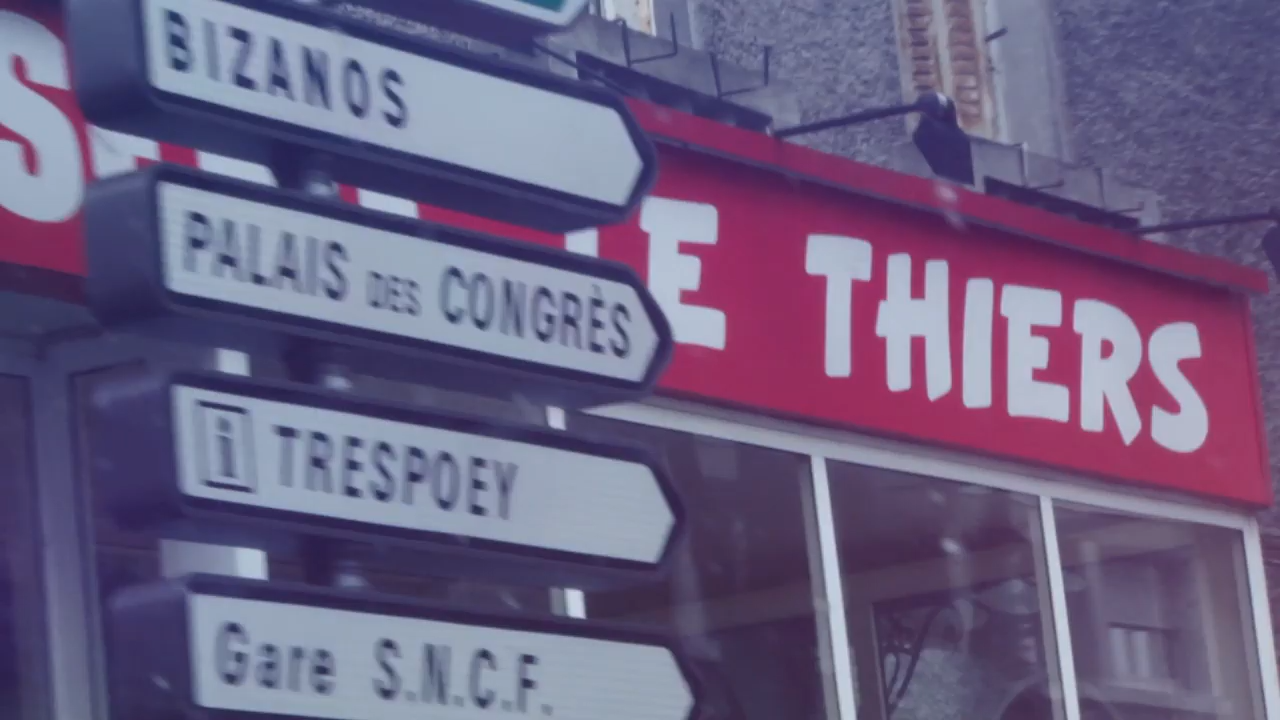 BIZANOS
PALAIS DES CONGRÈS
i TRESPOEY
Gare S.N.C.F.
THIERS